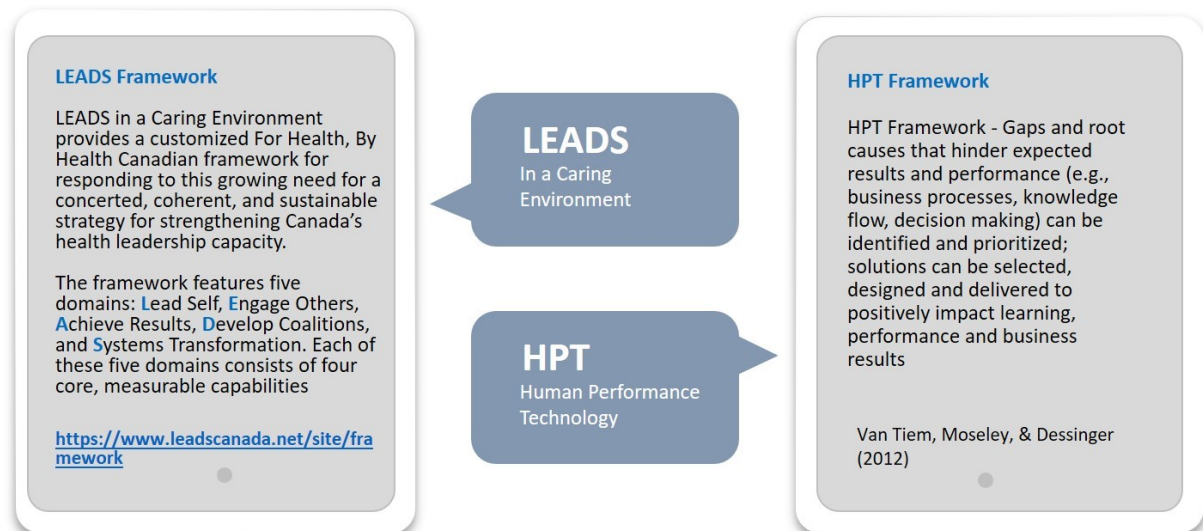 LEADS Framework
LEADS in a Caring Environment
provides a customized For Health, By
Health Canadian framework for
responding to this growing need for a
concerted, coherent, and sustainable
strategy for strengthening Canada's
health leadership capacity.
The framework features five
domains: Lead Self, Engage Others,
Achieve Results, Develop Coalitions,
and Systems Transformation. Each of
these five domains consists of four
core, measurable capabilities
https://www.leadscanada.net/site/fra
mework
LEADS
In a Caring
Environment
HPT
Human Performance
Technology
HPT Framework
HPT Framework - Gaps and root
causes that hinder expected
results and performance (e.g.,
business processes, knowledge
flow, decision making) can be
identified and prioritized;
solutions can be selected,
designed and delivered to
positively impact learning,
performance and business
results
Van Tiem, Moseley, & Dessinger
(2012)